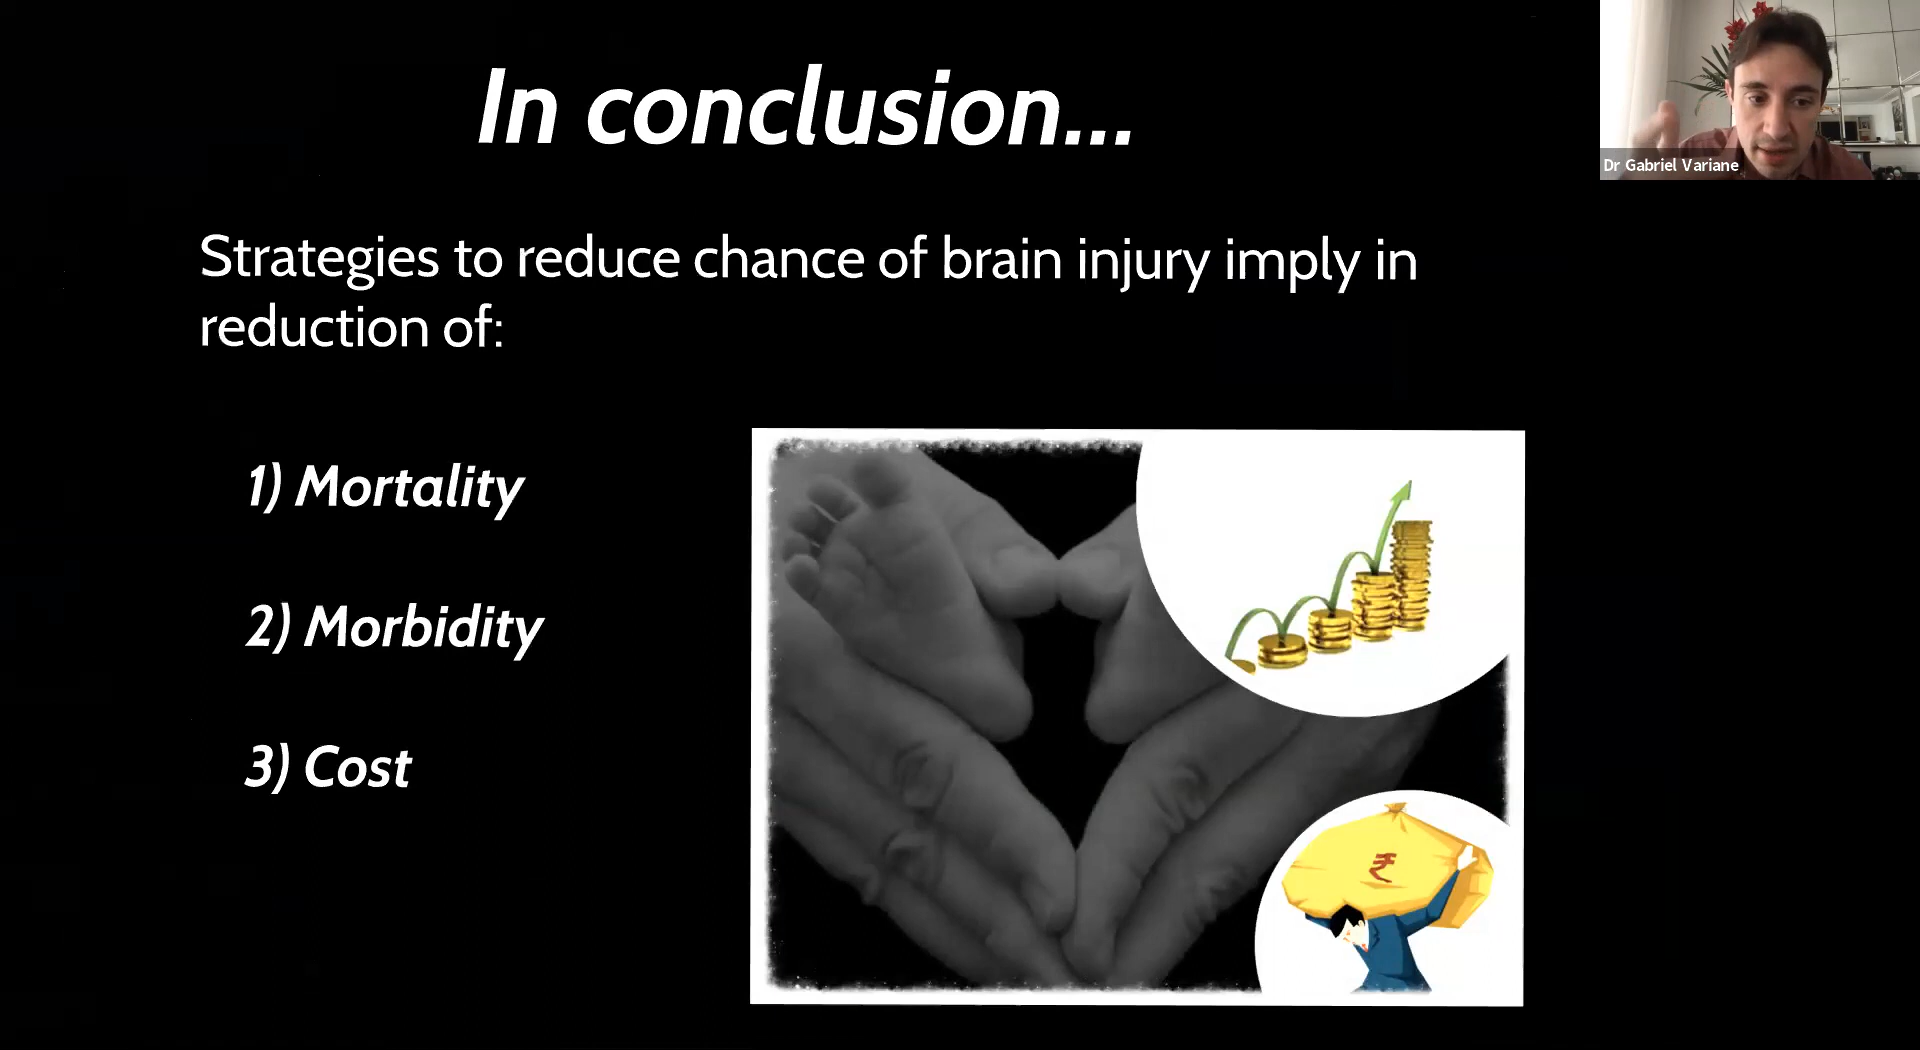 In conclusion...
Dr Gabriel Variane
Strategies to reduce chance of brain injury imply in
reduction of:
1) Mortality
2) Morbidity
3) Cost
₹